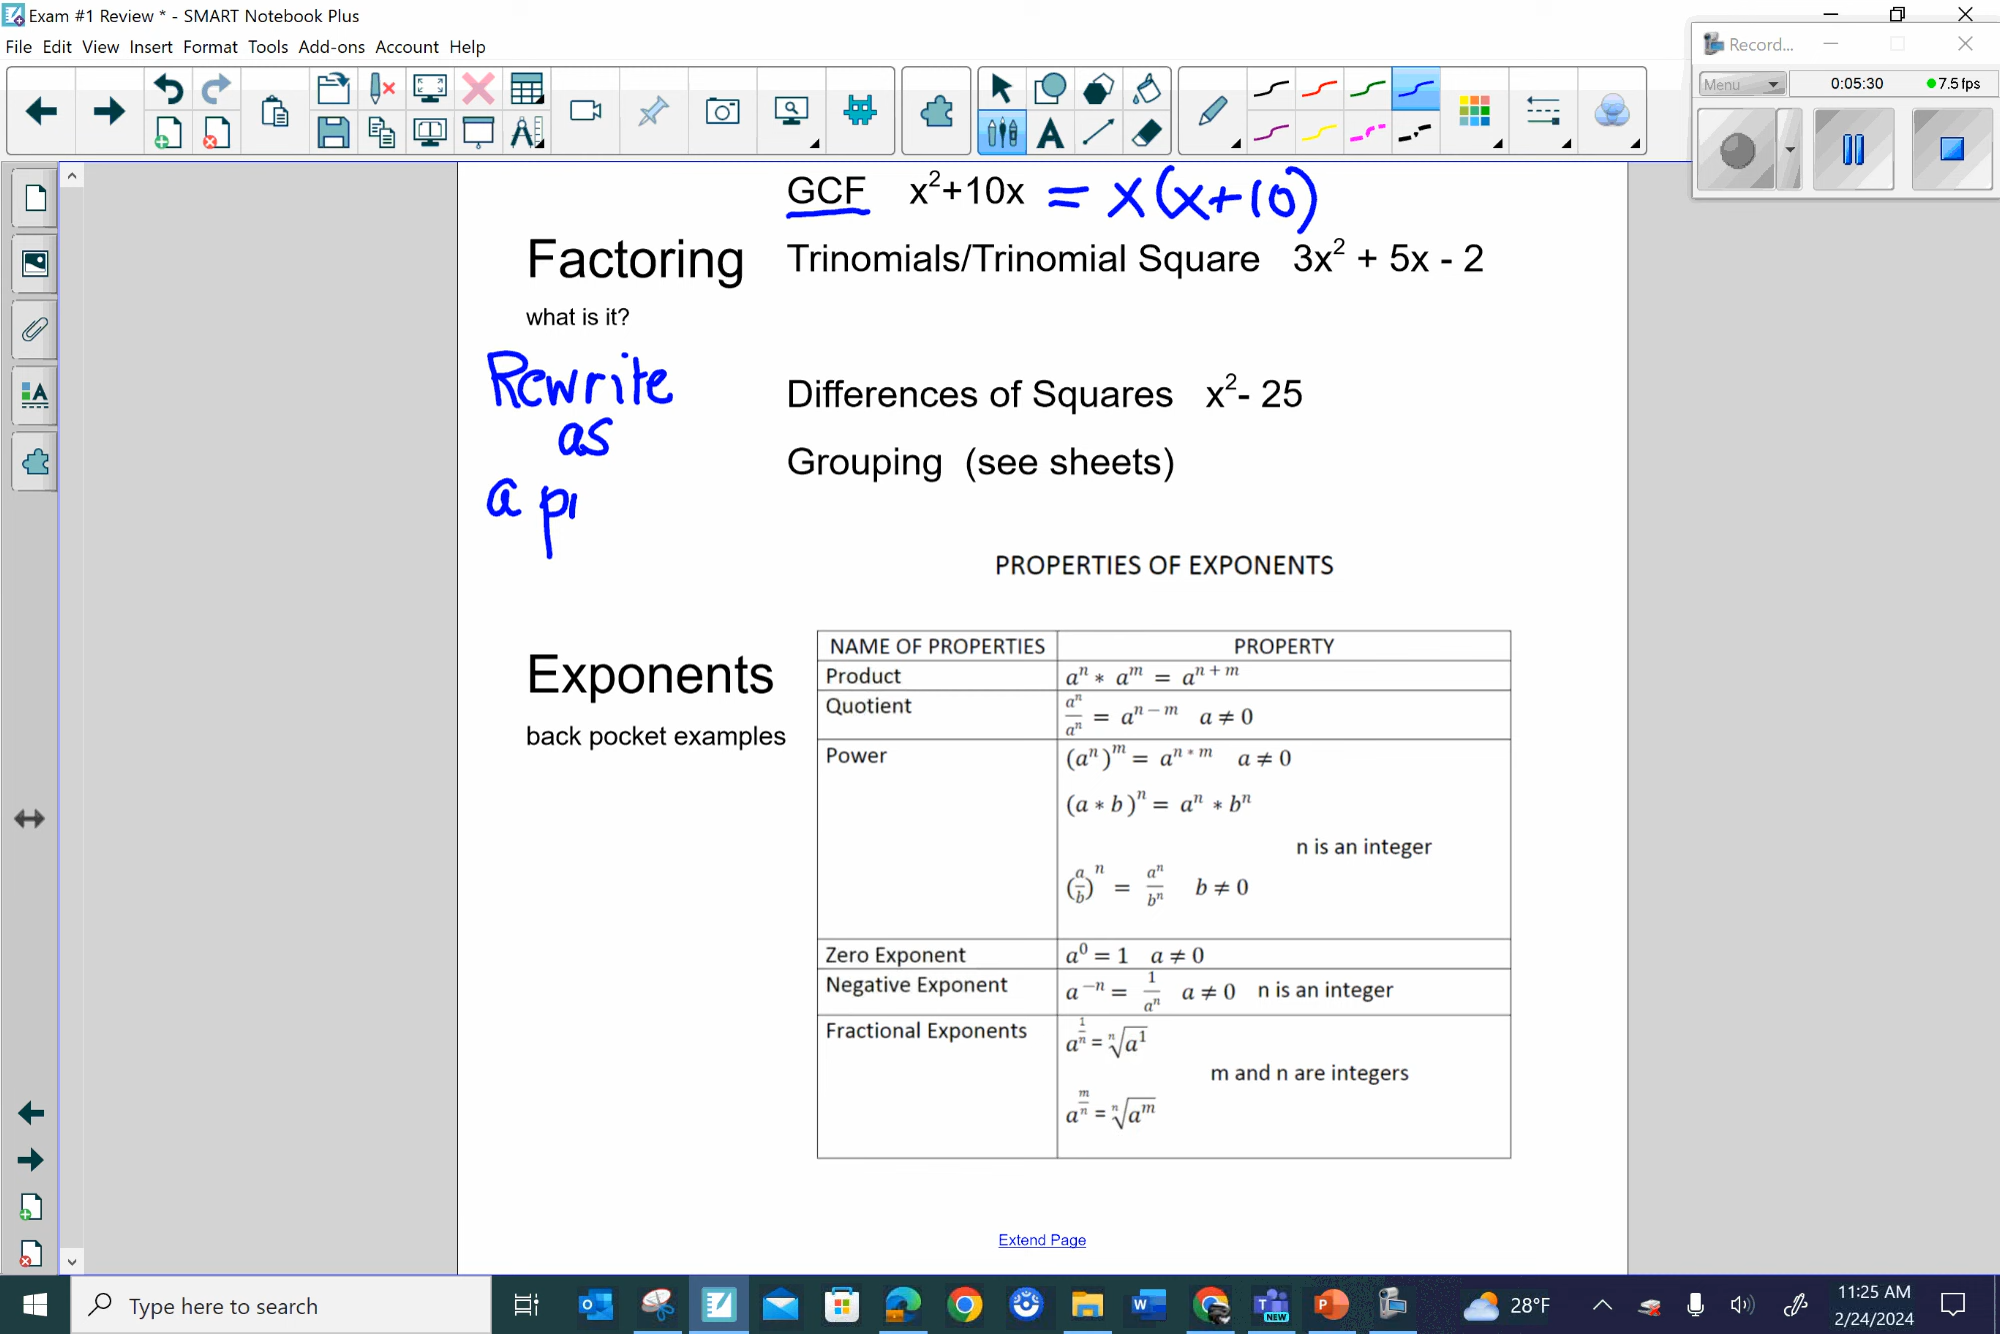 Exam #1 Review * - SMART Notebook Plus
File Edit View Insert Format Tools Add-ons Account Help
Record...
Menu 0:05:30 7.5 fps
GCF x²+10x = x(x+10)
Factoring Trinomials/Trinomial Square 3x² + 5x - 2
what is it?
Rewrite
as
a pr
Differences of Squares x²- 25
Grouping (see sheets)
PROPERTIES OF EXPONENTS
Exponents
back pocket examples
NAME OF PROPERTIES PROPERTY
Product aⁿ * aᵐ = aⁿ⁺ᵐ
Quotient aⁿ/aⁿ = aⁿ⁻ᵐ a ≠ 0
Power (aⁿ)ᵐ = a^(n*m) a ≠ 0
(a * b)ⁿ = aⁿ * bⁿ
n is an integer
(a/b)ⁿ = aⁿ/bⁿ b ≠ 0
Zero Exponent a⁰ = 1 a ≠ 0
Negative Exponent a⁻ⁿ = 1/aⁿ a ≠ 0 n is an integer
Fractional Exponents a^(1/n) = ⁿ√a¹
m and n are integers
a^(m/n) = ⁿ√aᵐ
Extend Page
Type here to search
NEW
28°F
11:25 AM
2/24/2024